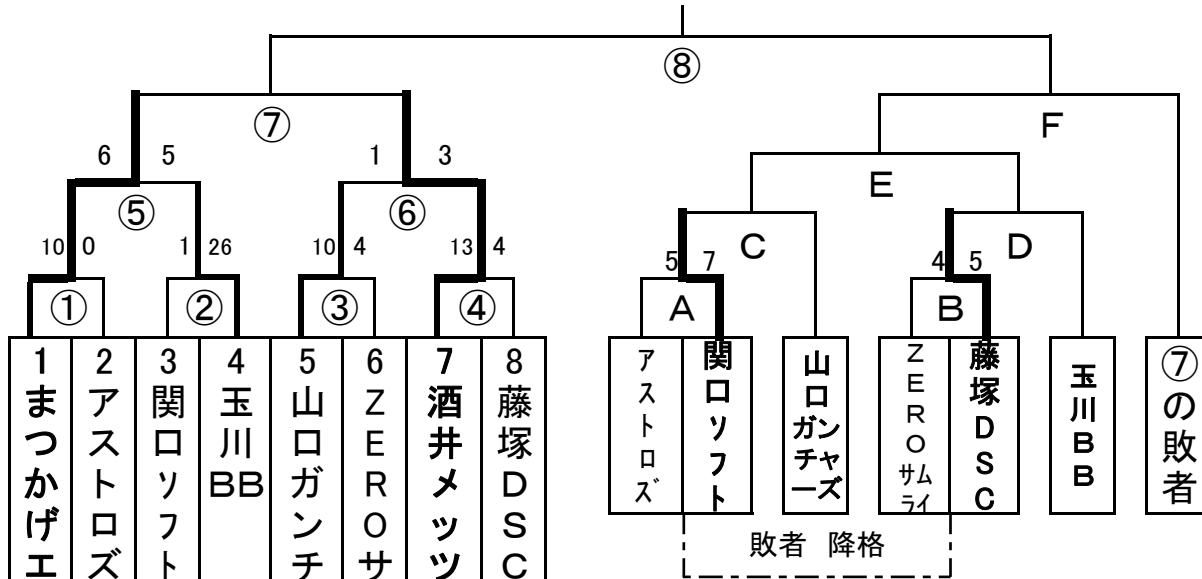 ⑧
⑦
F
6 5
1 3
E
⑤
⑥
10 0
1 26
10 4
13 4
5 7
C
4 5
D
①
②
③
④
A
B
1 まつかげエ
2 アストロズ
3 関口ソフト
4 玉川BB
5 山口ガンチ
6 ZEROサ
7 酒井メッツ
8 藤塚DSC
アストロズ
関口ソフト
山口ガンチャーズ
ZEROサムライ
藤塚DSC
玉川BB
⑦の敗者
敗者 降格